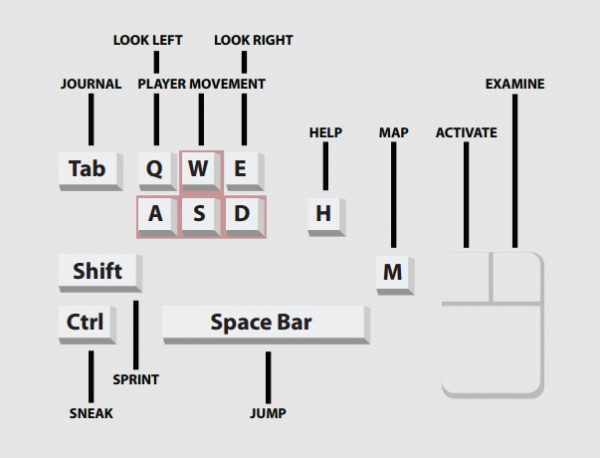 LOOK LEFT LOOK RIGHT
JOURNAL PLAYER MOVEMENT EXAMINE
HELP MAP ACTIVATE
Tab Q W E
A S D H
Shift M
Ctrl Space Bar
SPRINT
SNEAK JUMP